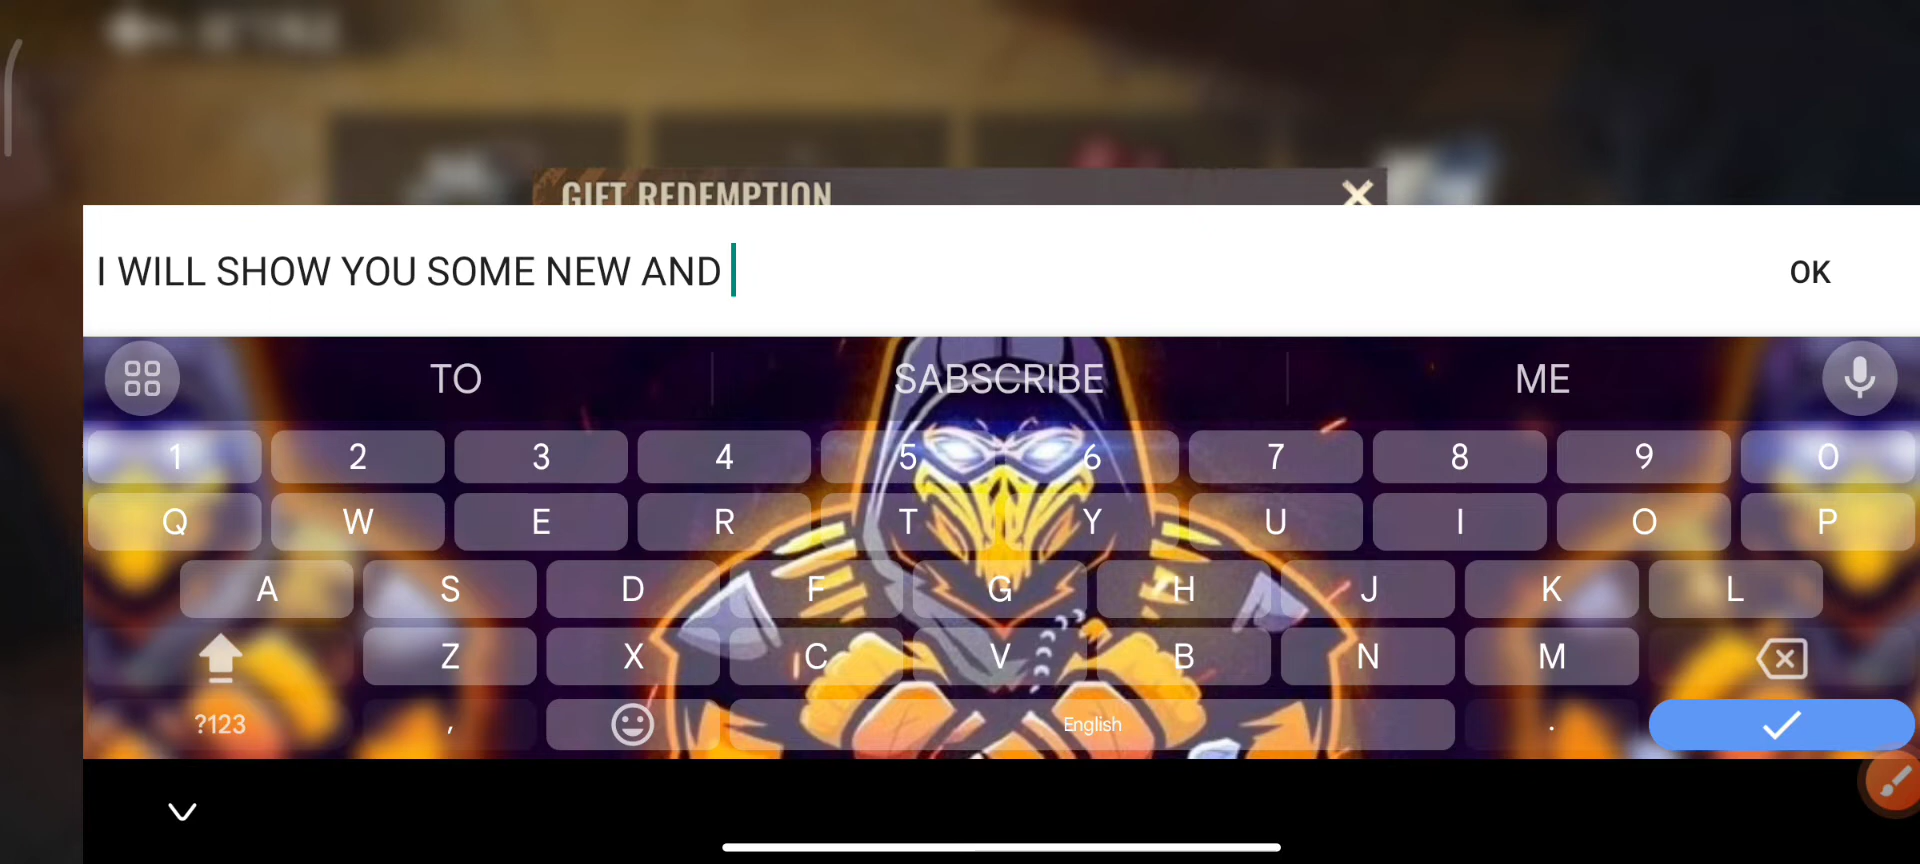 GIFT REDEMPTION
I WILL SHOW YOU SOME NEW AND
OK
TO SABSCRIBE ME
1 2 3 4 5 6 7 8 9 0
Q W E R T Y U I O P
A S D F G H J K L
Z X C V B N M
?123 , English .